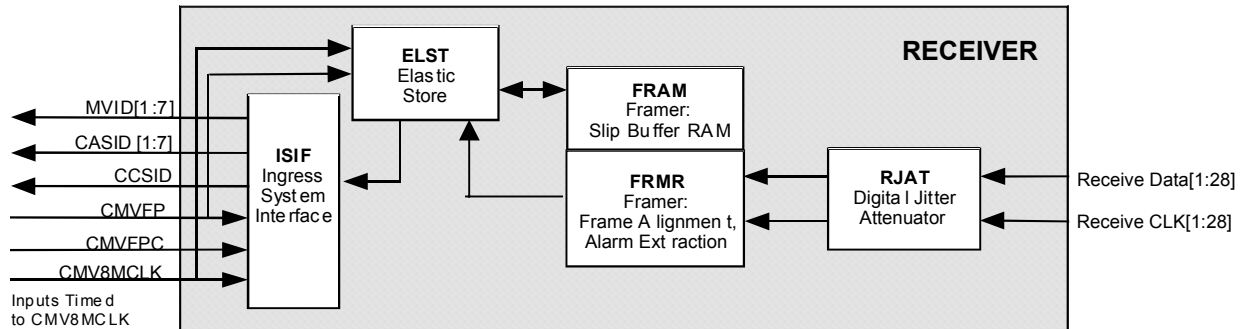 RECEIVER
ELST
Elastic
Store
FRAM
Framer:
Slip Buffer RAM
MVID[1:7]
CASID [1:7]
CCSID
CMVFP
CMVFPC
CMV8MCLK
Inputs Timed
to CMV8MCLK
ISIF
Ingress
System
Interface
FRMR
Framer:
Frame Alignment,
Alarm Extraction
RJAT
Digital Jitter
Attenuator
Receive Data[1:28]
Receive CLK[1:28]